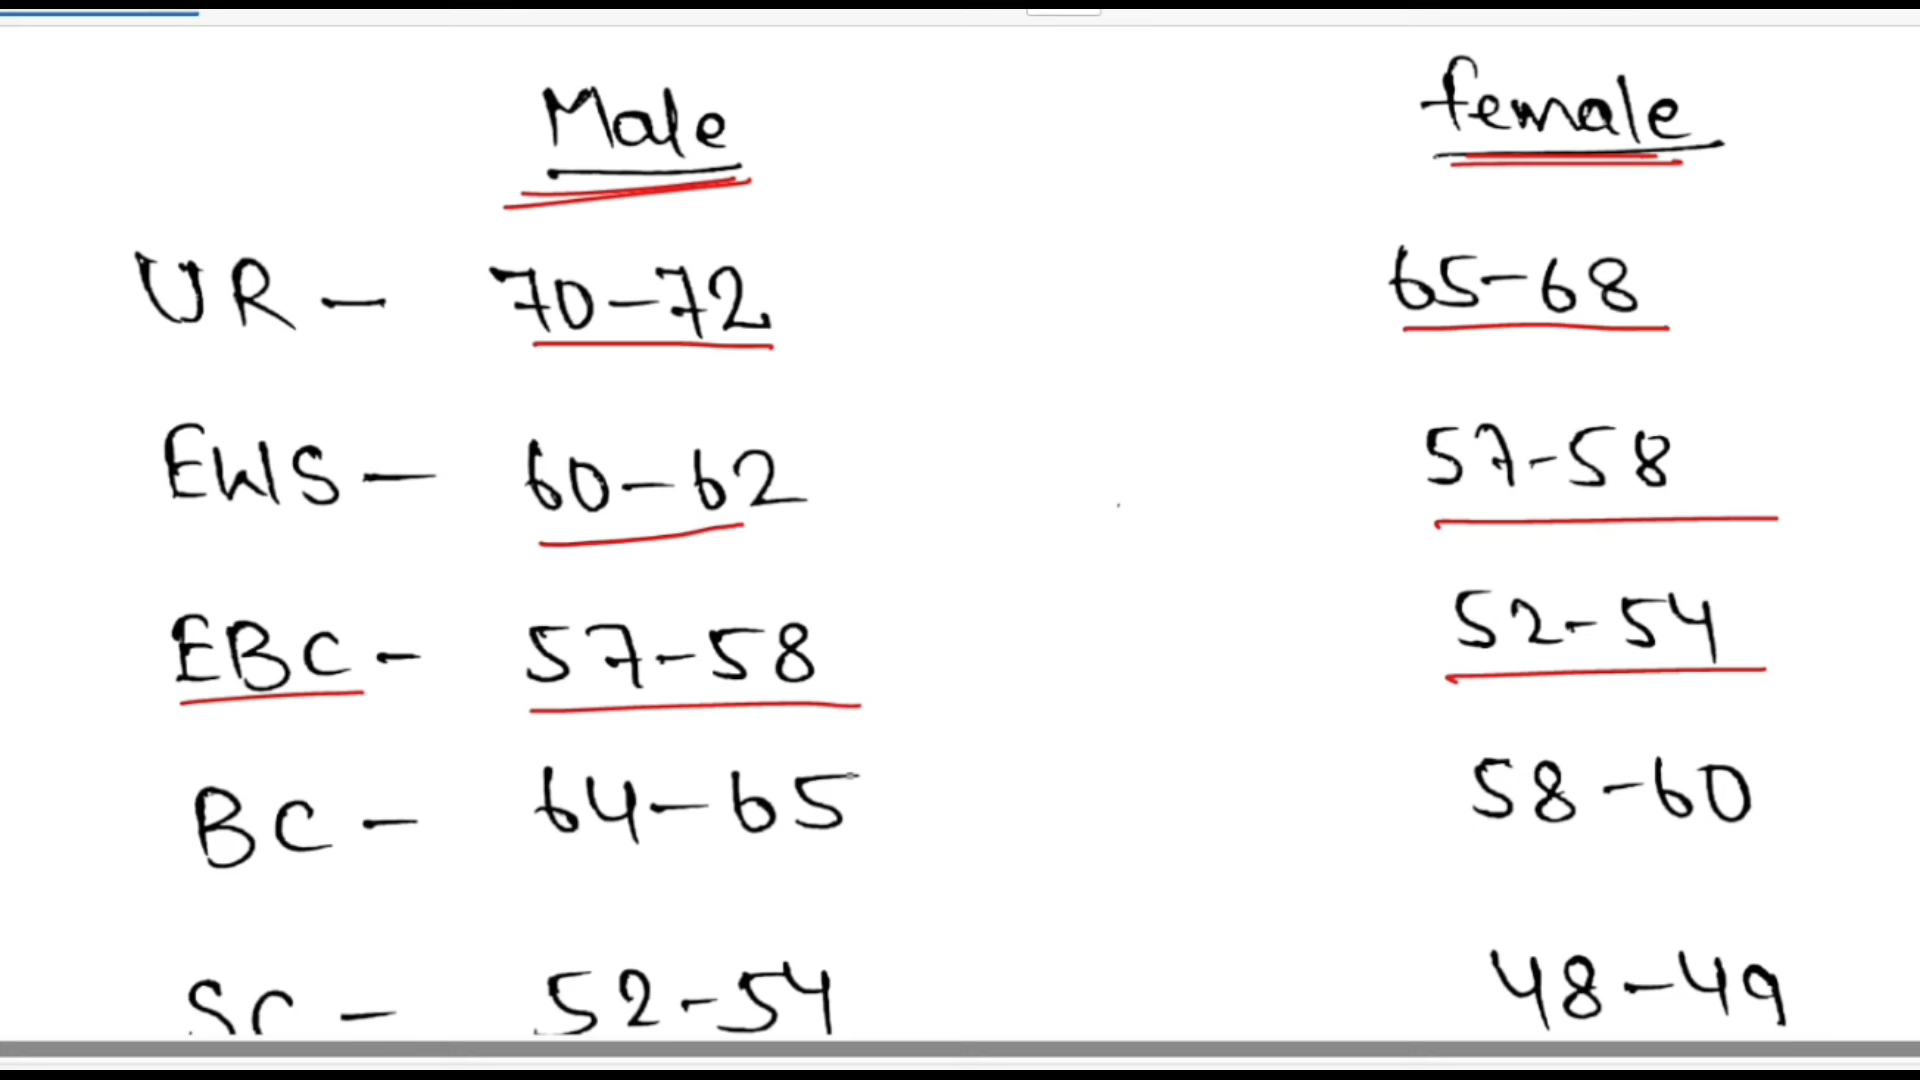 Male female
UR - 70-72 65-68
EWS - 60-62 57-58
EBC - 57-58 52-54
BC - 64-65 58-60
SC - 52-54 48-49